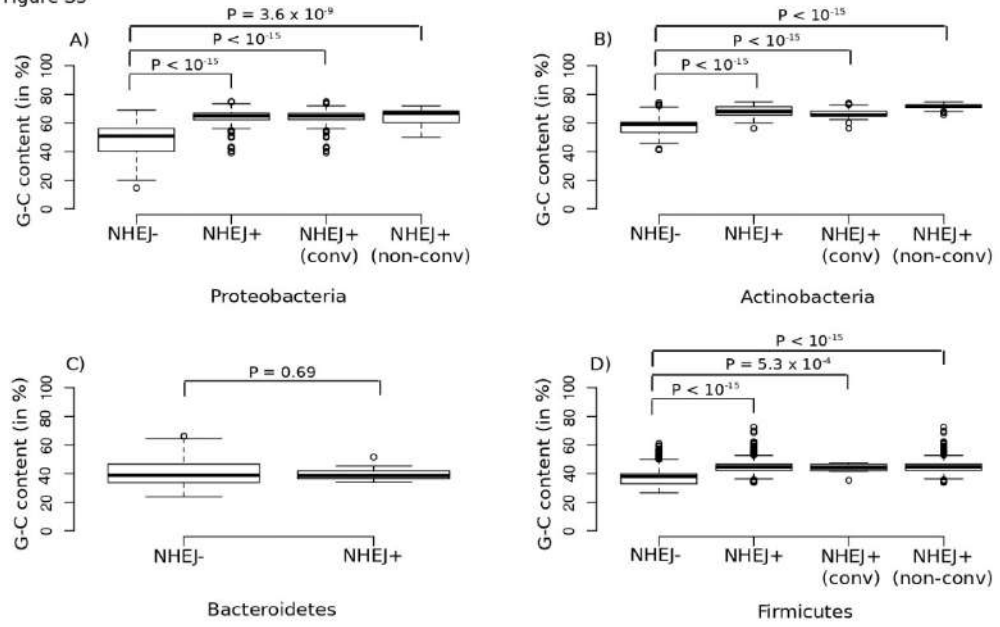 Figure S5
A)
P = 3.6 x 10⁻⁹
P < 10⁻¹⁵
P < 10⁻¹⁵
G-C content (in %)
100
80
60
40
20
0
NHEJ-
NHEJ+
NHEJ+
(conv)
NHEJ+
(non-conv)
Proteobacteria
B)
P < 10⁻¹⁵
P < 10⁻¹⁵
P < 10⁻¹⁵
G-C content (in %)
100
80
60
40
20
0
NHEJ-
NHEJ+
NHEJ+
(conv)
NHEJ+
(non-conv)
Actinobacteria
C)
P = 0.69
G-C content (in %)
100
80
60
40
20
0
NHEJ-
NHEJ+
Bacteroidetes
D)
P < 10⁻¹⁵
P = 5.3 x 10⁻⁴
P < 10⁻¹⁵
G-C content (in %)
100
80
60
40
20
0
NHEJ-
NHEJ+
NHEJ+
(conv)
NHEJ+
(non-conv)
Firmicutes